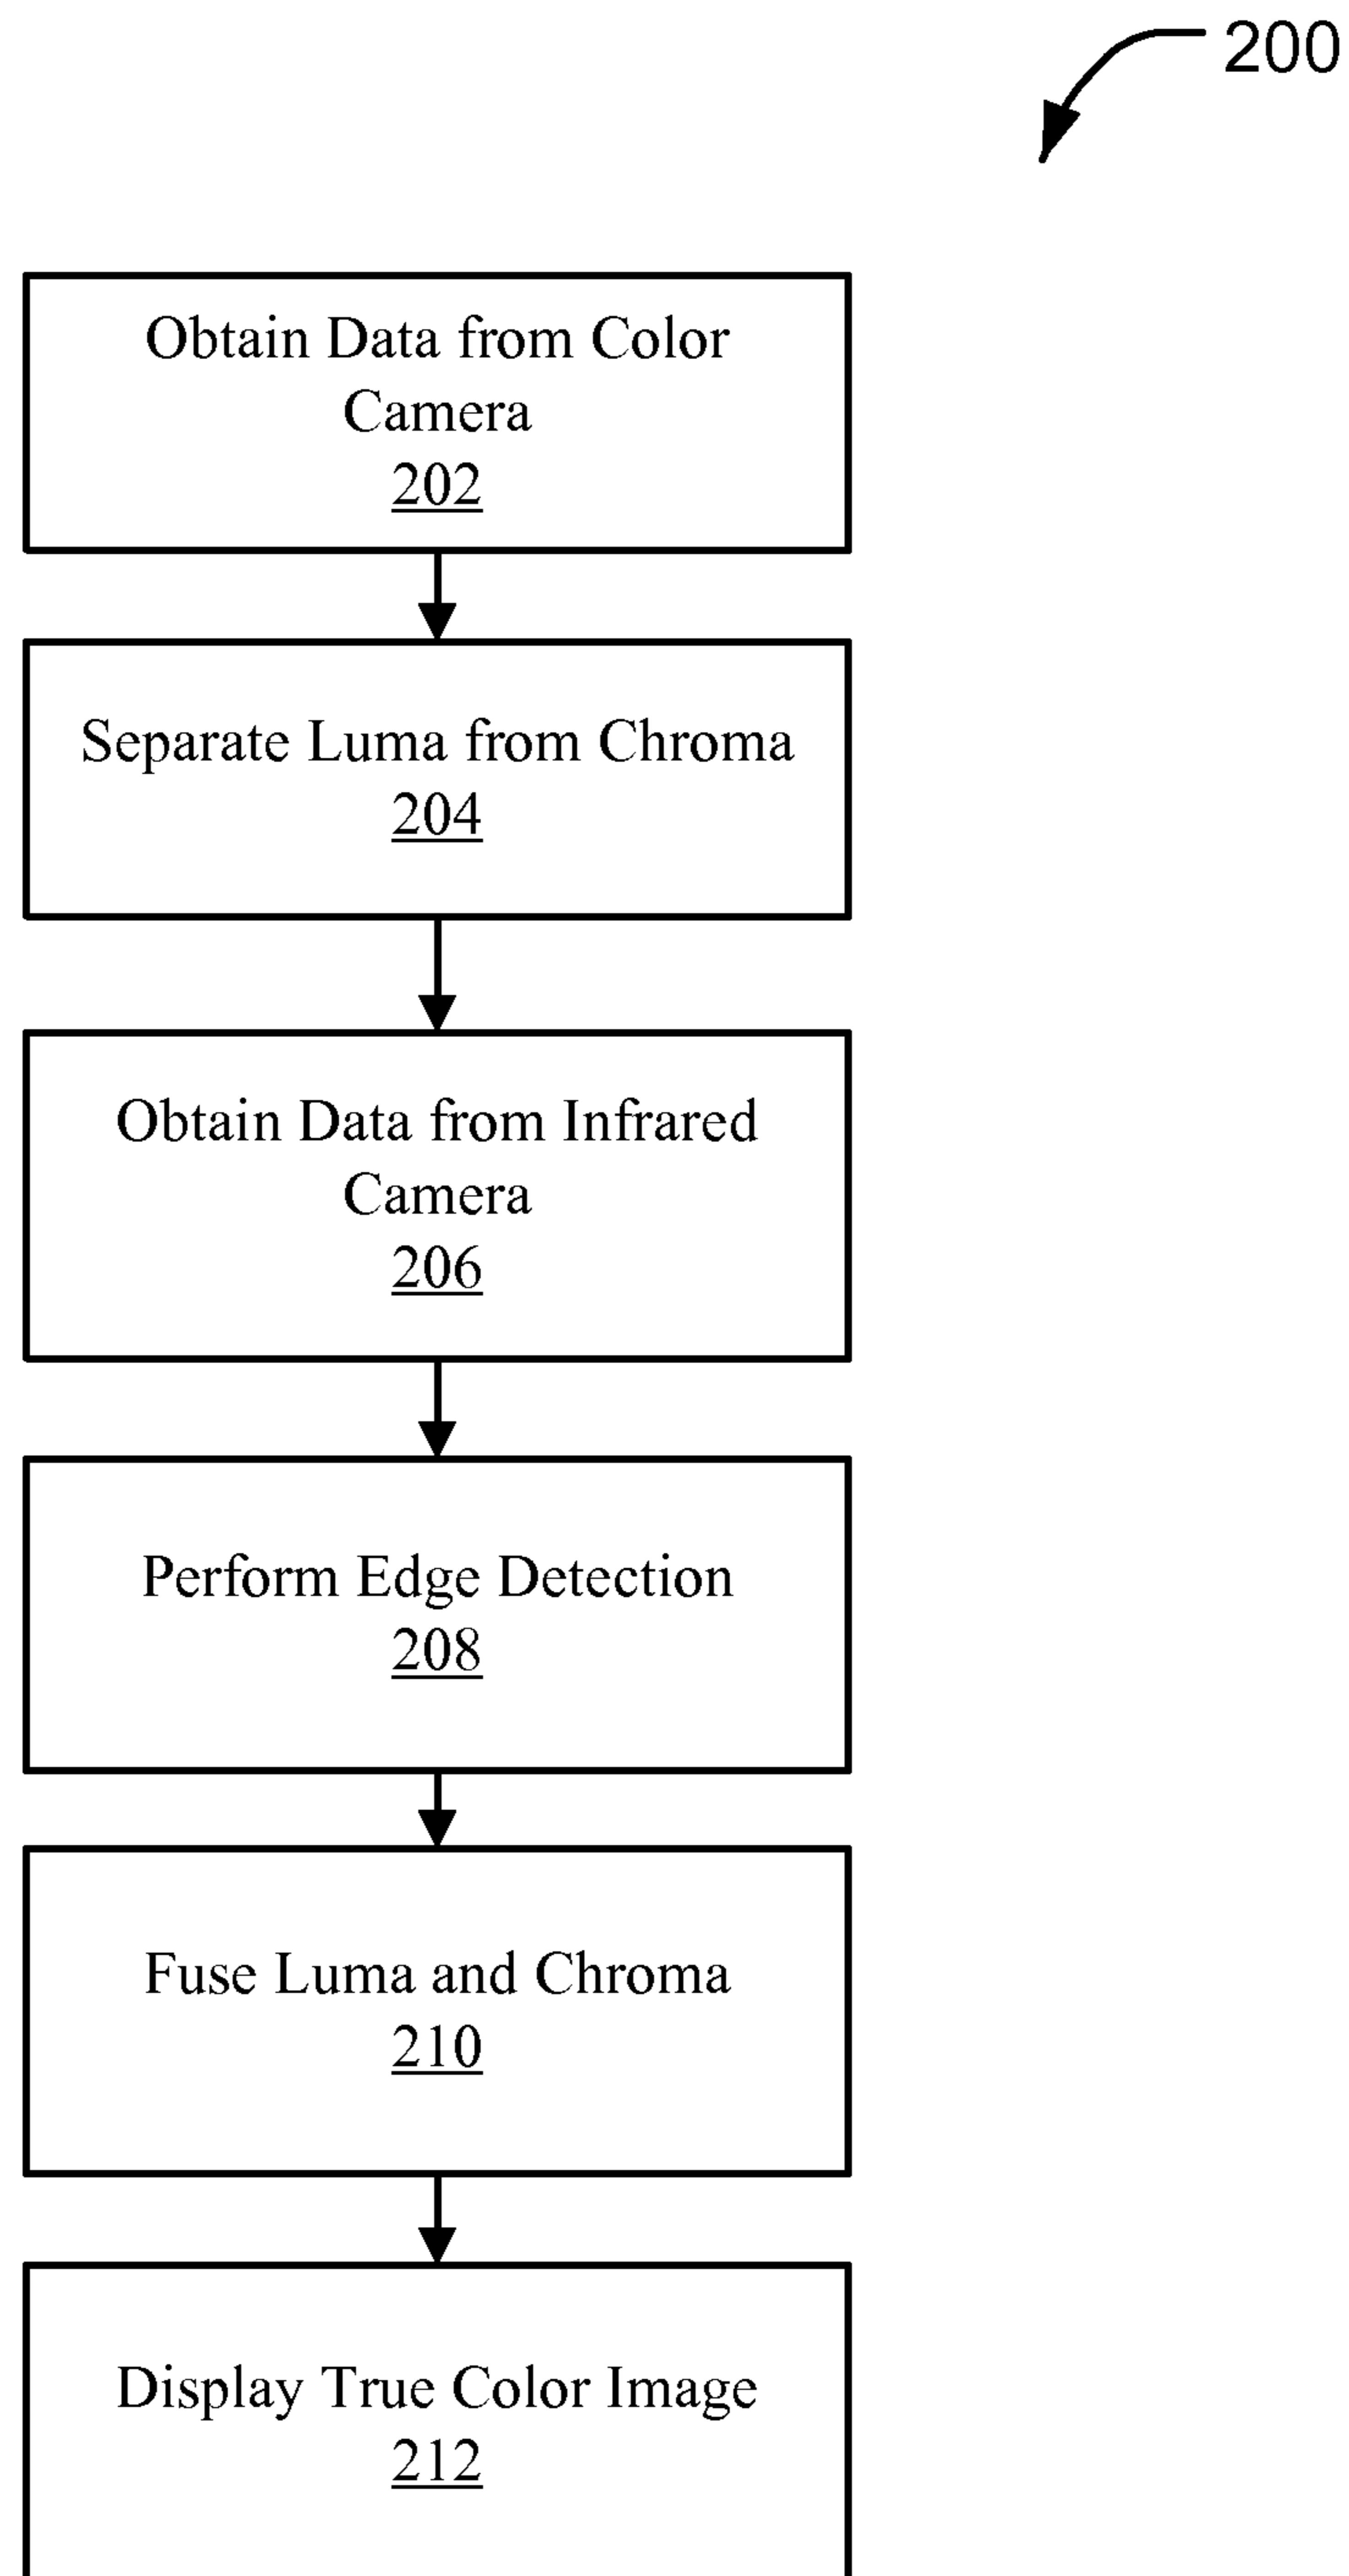 200
Obtain Data from Color
Camera
202
Separate Luma from Chroma
204
Obtain Data from Infrared
Camera
206
Perform Edge Detection
208
Fuse Luma and Chroma
210
Display True Color Image
212